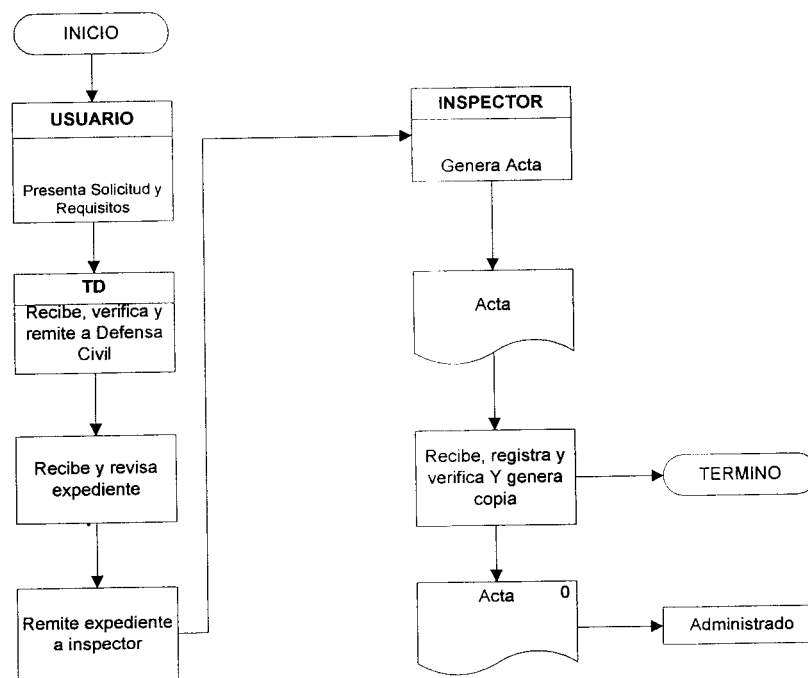 INICIO
USUARIO
Presenta Solicitud y
Requisitos
TD
Recibe, verifica y
remite a Defensa
Civil
Recibe y revisa
expediente
Remite expediente
a inspector
INSPECTOR
Genera Acta
Acta
Recibe, registra y
verifica Y genera
copia
TERMINO
Acta 0
Administrado